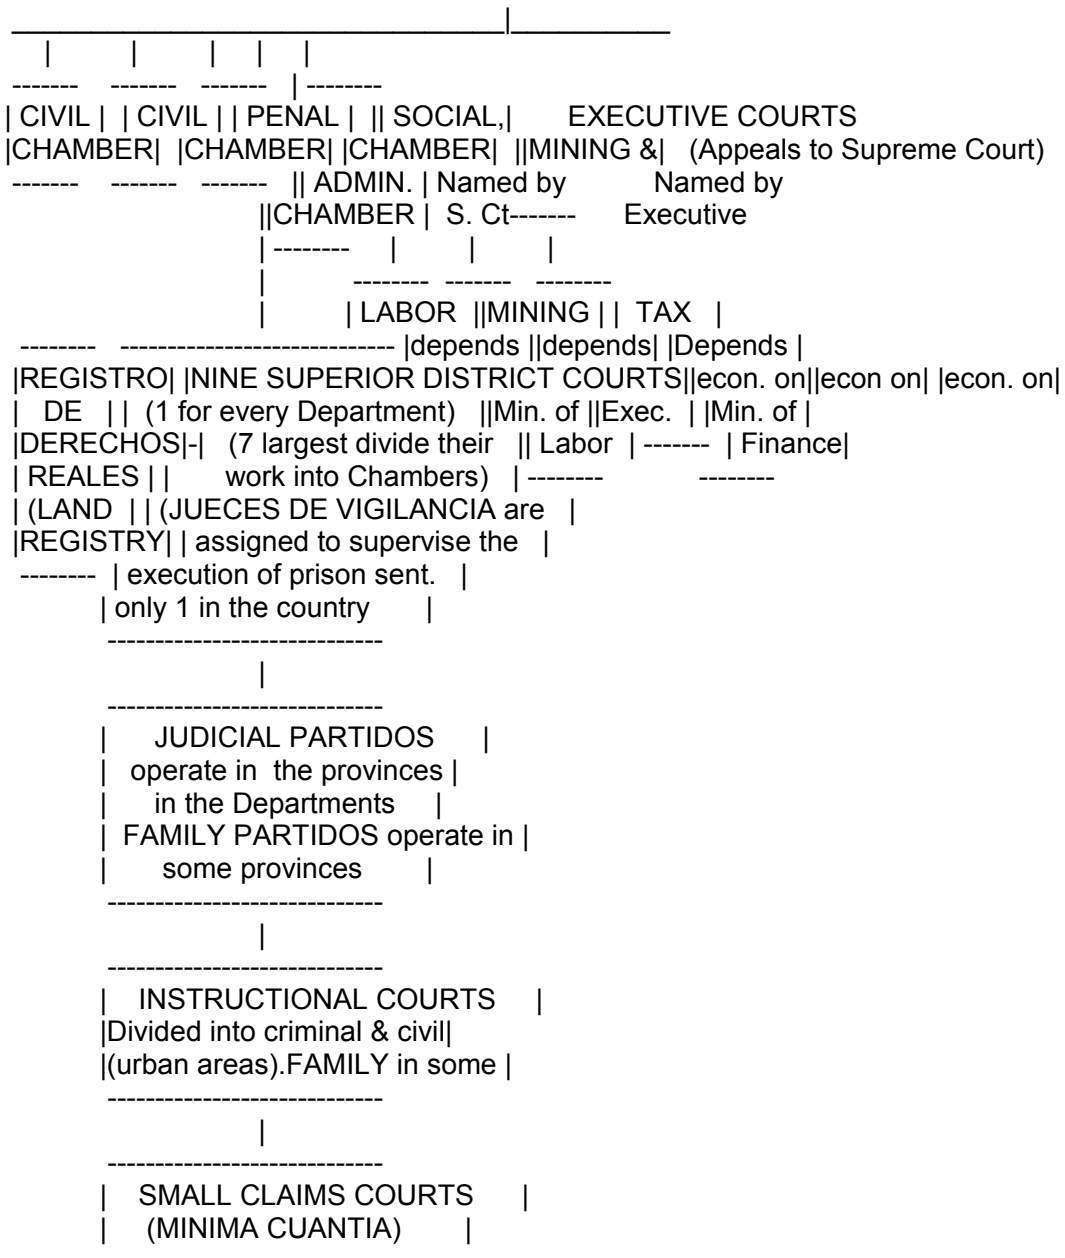 _______________________________|__________
| | | | |
------- ------- ------- | --------
| CIVIL | | CIVIL | | PENAL | || SOCIAL,| EXECUTIVE COURTS
|CHAMBER| |CHAMBER| |CHAMBER| ||MINING &| (Appeals to Supreme Court)
------- ------- ------- || ADMIN. | Named by Named by
||CHAMBER | S. Ct------- Executive
| -------- | | |
| -------- ------- --------
| | LABOR ||MINING | | TAX |
-------- ----------------------------- |depends ||depends| |Depends |
|REGISTRO| |NINE SUPERIOR DISTRICT COURTS||econ. on||econ on| |econ. on|
| DE | | (1 for every Department) ||Min. of ||Exec. | |Min. of |
|DERECHOS|-| (7 largest divide their || Labor | ------- | Finance|
| REALES | | work into Chambers) | -------- --------
| (LAND | | (JUECES DE VIGILANCIA are |
|REGISTRY| | assigned to supervise the |
-------- | execution of prison sent. |
| only 1 in the country |
-----------------------------
|
-----------------------------
| JUDICIAL PARTIDOS |
| operate in the provinces |
| in the Departments |
| FAMILY PARTIDOS operate in |
| some provinces |
-----------------------------
|
-----------------------------
| INSTRUCTIONAL COURTS |
|Divided into criminal & civil|
|(urban areas).FAMILY in some |
-----------------------------
|
-----------------------------
| SMALL CLAIMS COURTS |
| (MINIMA CUANTIA) |